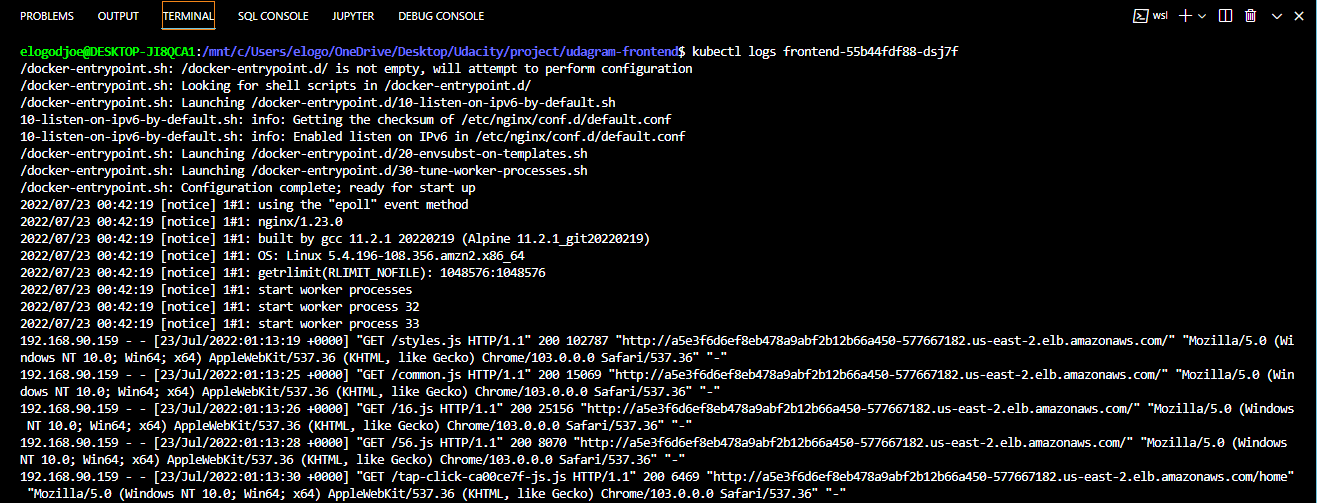 PROBLEMS OUTPUT TERMINAL SQL CONSOLE JUPYTER DEBUG CONSOLE wsl
elogodjoe@DESKTOP-JI8QCA1:/mnt/c/Users/elogo/OneDrive/Desktop/Udacity/project/udagram-frontend$ kubectl logs frontend-55b44fdf88-dsj7f
/docker-entrypoint.sh: /docker-entrypoint.d/ is not empty, will attempt to perform configuration
/docker-entrypoint.sh: Looking for shell scripts in /docker-entrypoint.d/
/docker-entrypoint.sh: Launching /docker-entrypoint.d/10-listen-on-ipv6-by-default.sh
10-listen-on-ipv6-by-default.sh: info: Getting the checksum of /etc/nginx/conf.d/default.conf
10-listen-on-ipv6-by-default.sh: info: Enabled listen on IPv6 in /etc/nginx/conf.d/default.conf
/docker-entrypoint.sh: Launching /docker-entrypoint.d/20-envsubst-on-templates.sh
/docker-entrypoint.sh: Launching /docker-entrypoint.d/30-tune-worker-processes.sh
/docker-entrypoint.sh: Configuration complete; ready for start up
2022/07/23 00:42:19 [notice] 1#1: using the "epoll" event method
2022/07/23 00:42:19 [notice] 1#1: nginx/1.23.0
2022/07/23 00:42:19 [notice] 1#1: built by gcc 11.2.1 20220219 (Alpine 11.2.1_git20220219)
2022/07/23 00:42:19 [notice] 1#1: OS: Linux 5.4.196-108.356.amzn2.x86_64
2022/07/23 00:42:19 [notice] 1#1: getrlimit(RLIMIT_NOFILE): 1048576:1048576
2022/07/23 00:42:19 [notice] 1#1: start worker processes
2022/07/23 00:42:19 [notice] 1#1: start worker process 32
2022/07/23 00:42:19 [notice] 1#1: start worker process 33
192.168.90.159 - - [23/Jul/2022:01:13:19 +0000] "GET /styles.js HTTP/1.1" 200 102787 "http://a5e3f6d6ef8eb478a9abf2b12b66a450-577667182.us-east-2.elb.amazonaws.com/" "Mozilla/5.0 (Wi
ndows NT 10.0; Win64; x64) AppleWebKit/537.36 (KHTML, like Gecko) Chrome/103.0.0.0 Safari/537.36" "-"
192.168.90.159 - - [23/Jul/2022:01:13:25 +0000] "GET /common.js HTTP/1.1" 200 15069 "http://a5e3f6d6ef8eb478a9abf2b12b66a450-577667182.us-east-2.elb.amazonaws.com/" "Mozilla/5.0 (Win
dows NT 10.0; Win64; x64) AppleWebKit/537.36 (KHTML, like Gecko) Chrome/103.0.0.0 Safari/537.36" "-"
192.168.90.159 - - [23/Jul/2022:01:13:26 +0000] "GET /16.js HTTP/1.1" 200 25156 "http://a5e3f6d6ef8eb478a9abf2b12b66a450-577667182.us-east-2.elb.amazonaws.com/" "Mozilla/5.0 (Windows
NT 10.0; Win64; x64) AppleWebKit/537.36 (KHTML, like Gecko) Chrome/103.0.0.0 Safari/537.36" "-"
192.168.90.159 - - [23/Jul/2022:01:13:28 +0000] "GET /56.js HTTP/1.1" 200 8070 "http://a5e3f6d6ef8eb478a9abf2b12b66a450-577667182.us-east-2.elb.amazonaws.com/" "Mozilla/5.0 (Windows
NT 10.0; Win64; x64) AppleWebKit/537.36 (KHTML, like Gecko) Chrome/103.0.0.0 Safari/537.36" "-"
192.168.90.159 - - [23/Jul/2022:01:13:30 +0000] "GET /tap-click-ca00ce7f-js.js HTTP/1.1" 200 6469 "http://a5e3f6d6ef8eb478a9abf2b12b66a450-577667182.us-east-2.elb.amazonaws.com/home"
"Mozilla/5.0 (Windows NT 10.0; Win64; x64) AppleWebKit/537.36 (KHTML, like Gecko) Chrome/103.0.0.0 Safari/537.36" "-"